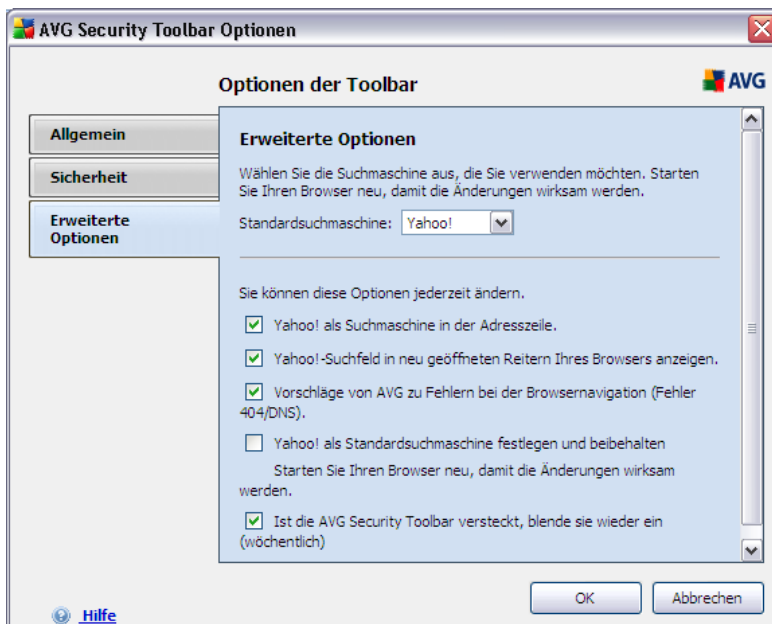 AVG Security Toolbar Optionen
Optionen der Toolbar
AVG
Allgemein
Sicherheit
Erweiterte
Optionen
Erweiterte Optionen
Wählen Sie die Suchmaschine aus, die Sie verwenden möchten. Starten
Sie Ihren Browser neu, damit die Änderungen wirksam werden.
Standardsuchmaschine: Yahoo!
Sie können diese Optionen jederzeit ändern.
Yahoo! als Suchmaschine in der Adresszeile.
Yahoo!-Suchfeld in neu geöffneten Reitern Ihres Browsers anzeigen.
Vorschläge von AVG zu Fehlern bei der Browsernavigation (Fehler
404/DNS).
Yahoo! als Standardsuchmaschine festlegen und beibehalten
Starten Sie Ihren Browser neu, damit die Änderungen wirksam
werden.
Ist die AVG Security Toolbar versteckt, blende sie wieder ein
(wöchentlich)
OK
Abbrechen
Hilfe